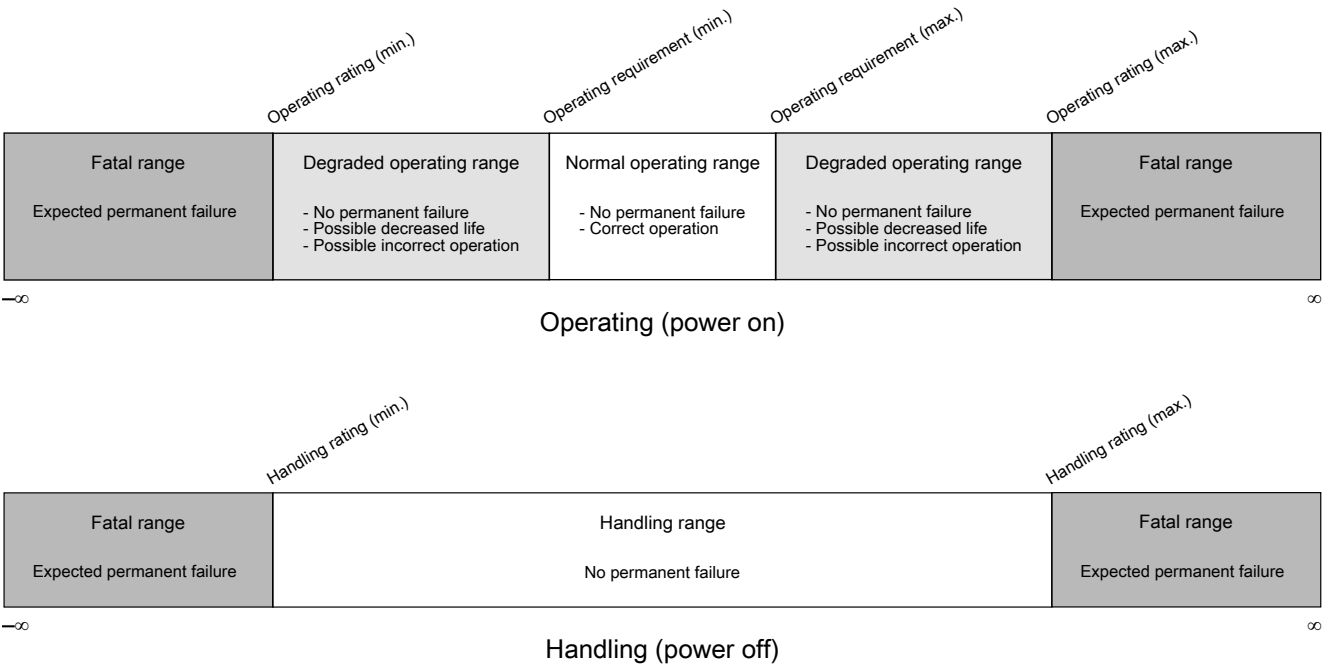 Operating rating (min.)
Operating requirement (min.)
Operating requirement (max.)
Operating rating (max.)
Fatal range
Expected permanent failure
Degraded operating range
- No permanent failure
- Possible decreased life
- Possible incorrect operation
Normal operating range
- No permanent failure
- Correct operation
Degraded operating range
- No permanent failure
- Possible decreased life
- Possible incorrect operation
Fatal range
Expected permanent failure
–∞
∞
Operating (power on)
Handling rating (min.)
Handling rating (max.)
Fatal range
Expected permanent failure
Handling range
No permanent failure
Fatal range
Expected permanent failure
–∞
∞
Handling (power off)